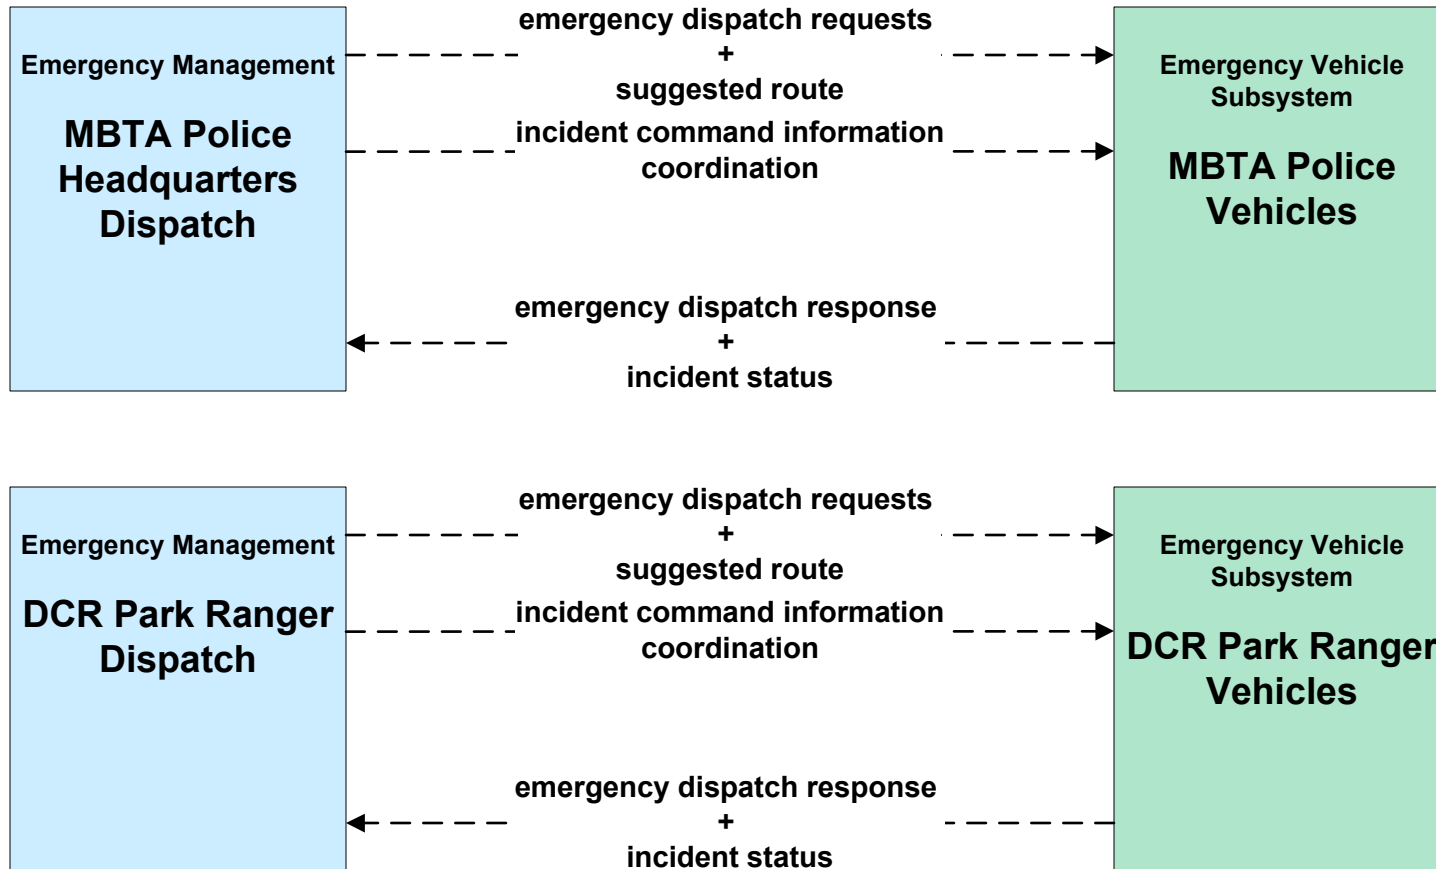 Emergency Management
MBTA Police
Headquarters
Dispatch
emergency dispatch requests
+
suggested route
incident command information
coordination
emergency dispatch response
+
incident status
Emergency Vehicle
Subsystem
MBTA Police
Vehicles
Emergency Management
DCR Park Ranger
Dispatch
emergency dispatch requests
+
suggested route
incident command information
coordination
emergency dispatch response
+
incident status
Emergency Vehicle
Subsystem
DCR Park Ranger
Vehicles